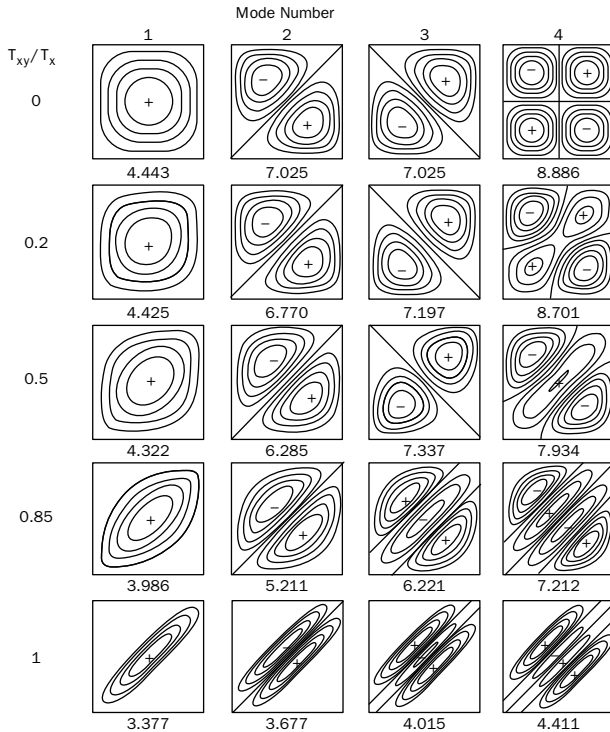 Mode Number
1 2 3 4
Txy/Tx
0
− + − + − − + + −
+
4.443 7.025 7.025 8.886
0.2
+ − + + − − + + −
4.425 6.770 7.197 8.701
0.5
+ − + + − − + −
4.322 6.285 7.337 7.934
0.85
+ − + + − + − + − +
3.986 5.211 6.221 7.212
1
+ − + + − + + − + +
3.377 3.677 4.015 4.411